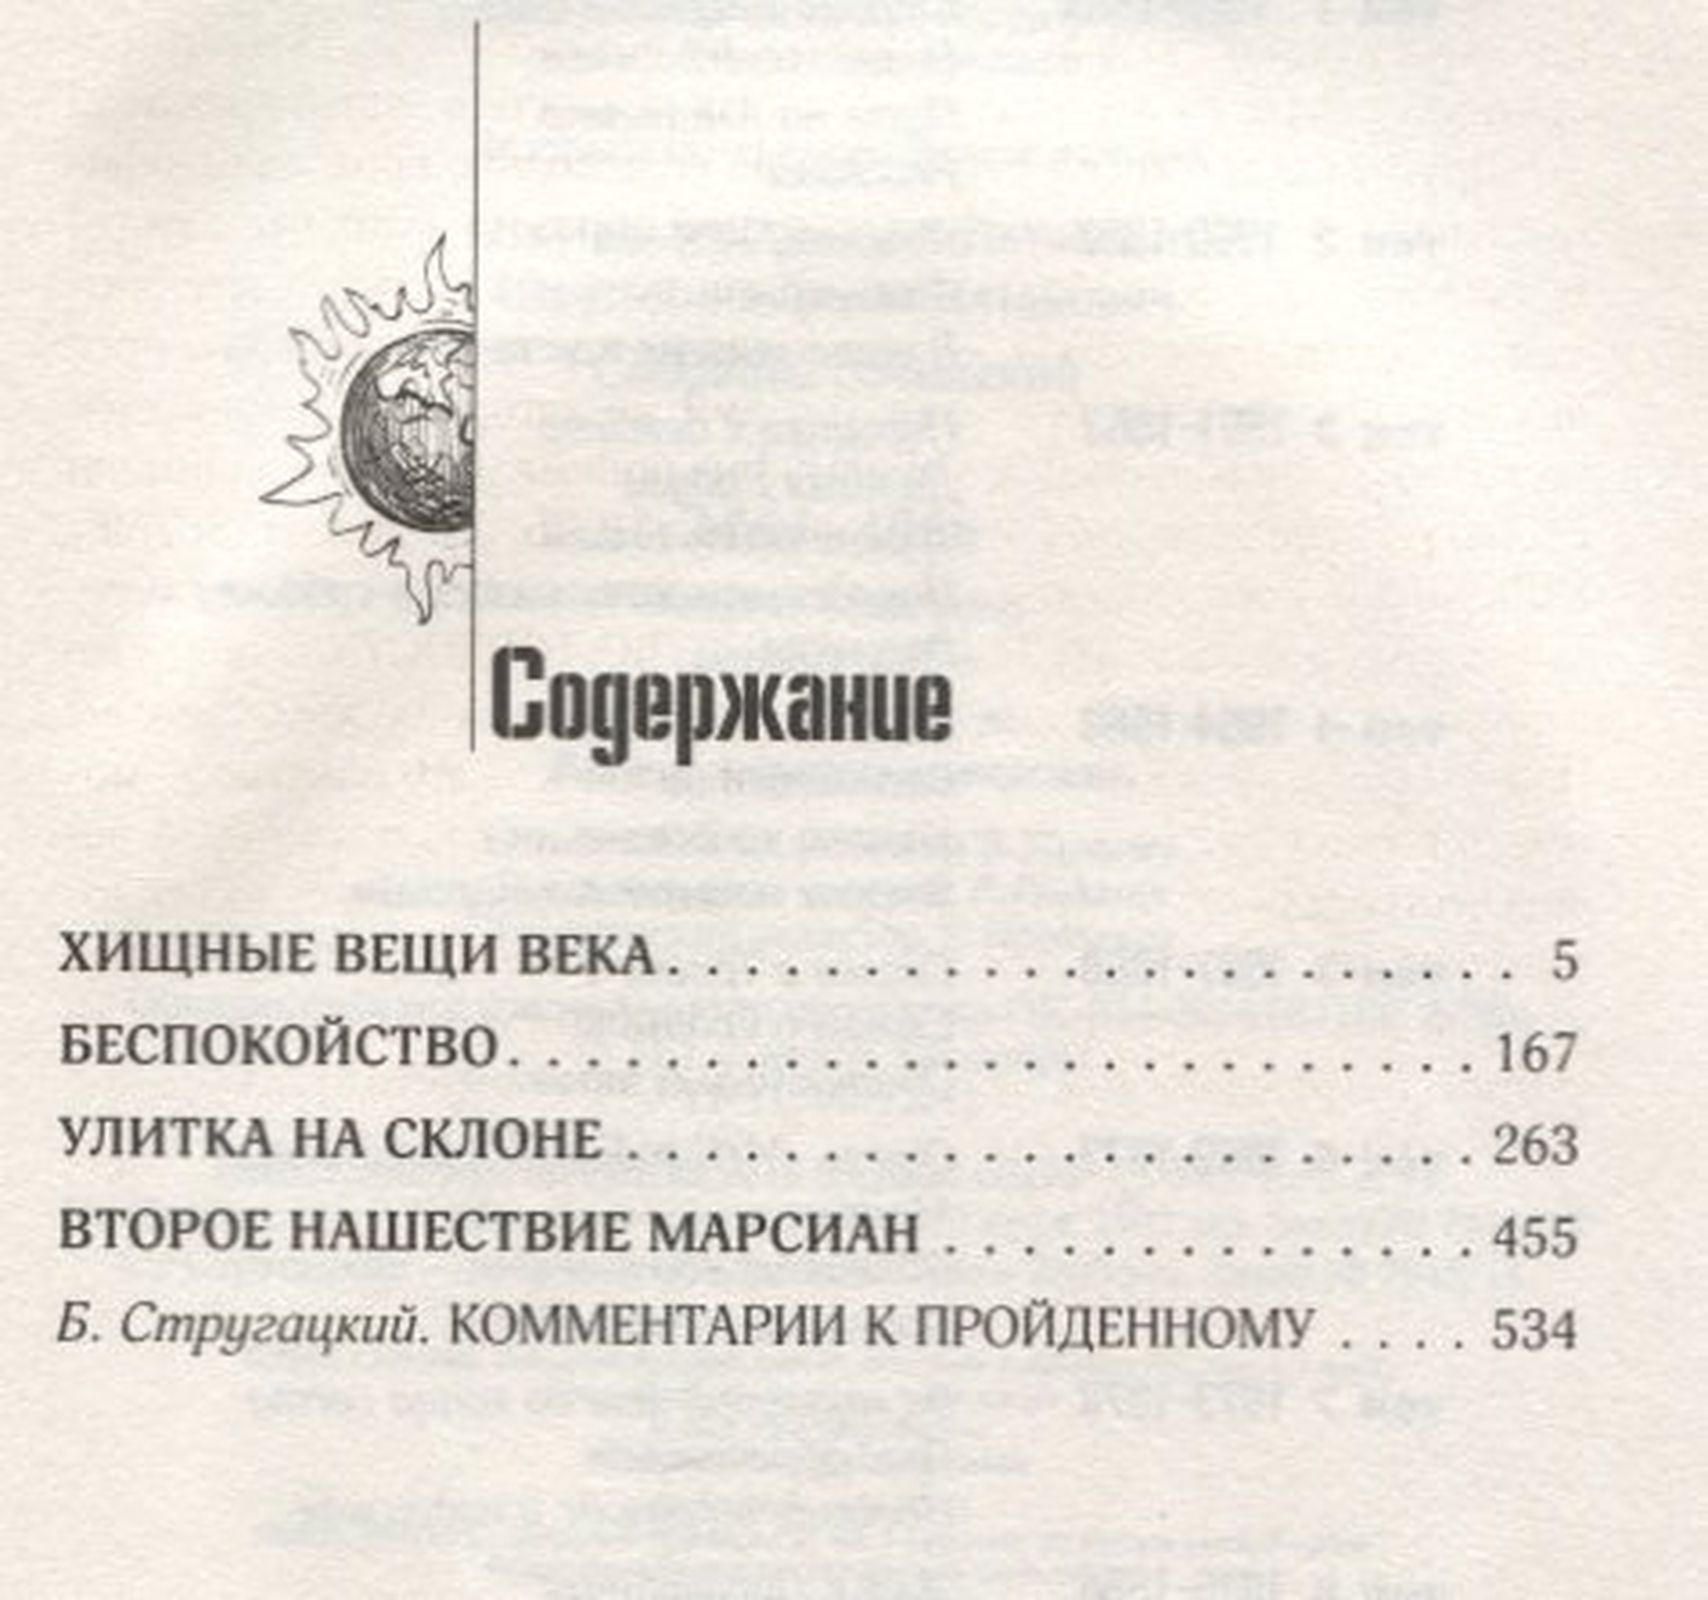 Содержание
ХИЩНЫЕ ВЕЩИ ВЕКА. . . . . . . . . . . . . . . . . . . . . . 5
БЕСПОКОЙСТВО. . . . . . . . . . . . . . . . . . . . . . . . . 167
УЛИТКА НА СКЛОНЕ . . . . . . . . . . . . . . . . . . . . . . 263
ВТОРОЕ НАШЕСТВИЕ МАРСИАН . . . . . . . . . . . . . . 455
Б. Стругацкий. КОММЕНТАРИИ К ПРОЙДЕННОМУ . . . . 534